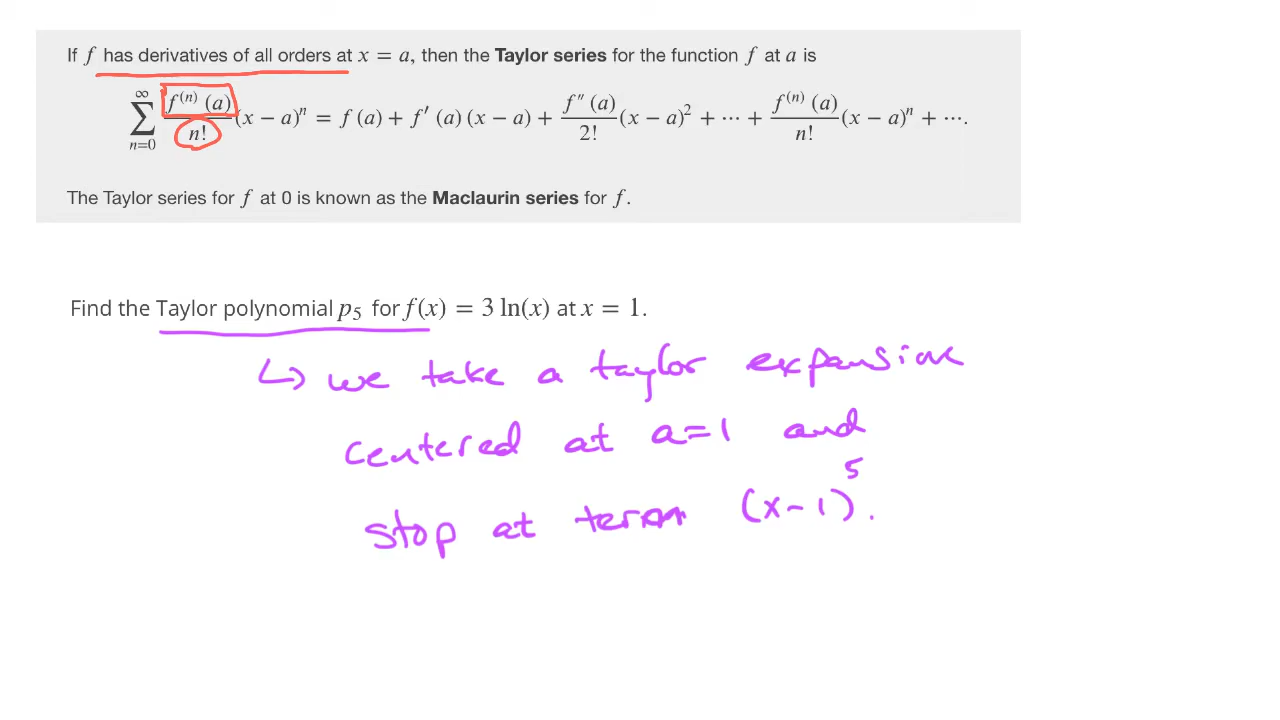 If f has derivatives of all orders at x = a, then the Taylor series for the function f at a is
∞
∑ f⁽ⁿ⁾(a)/n! (x − a)ⁿ = f(a) + f′(a)(x − a) + f″(a)/2! (x − a)² + ⋯ + f⁽ⁿ⁾(a)/n! (x − a)ⁿ + ⋯.
n=0
The Taylor series for f at 0 is known as the Maclaurin series for f.
Find the Taylor polynomial p₅ for f(x) = 3 ln(x) at x = 1.
↳ we take a taylor expansion
centered at a=1 and
stop at term (x-1)⁵.